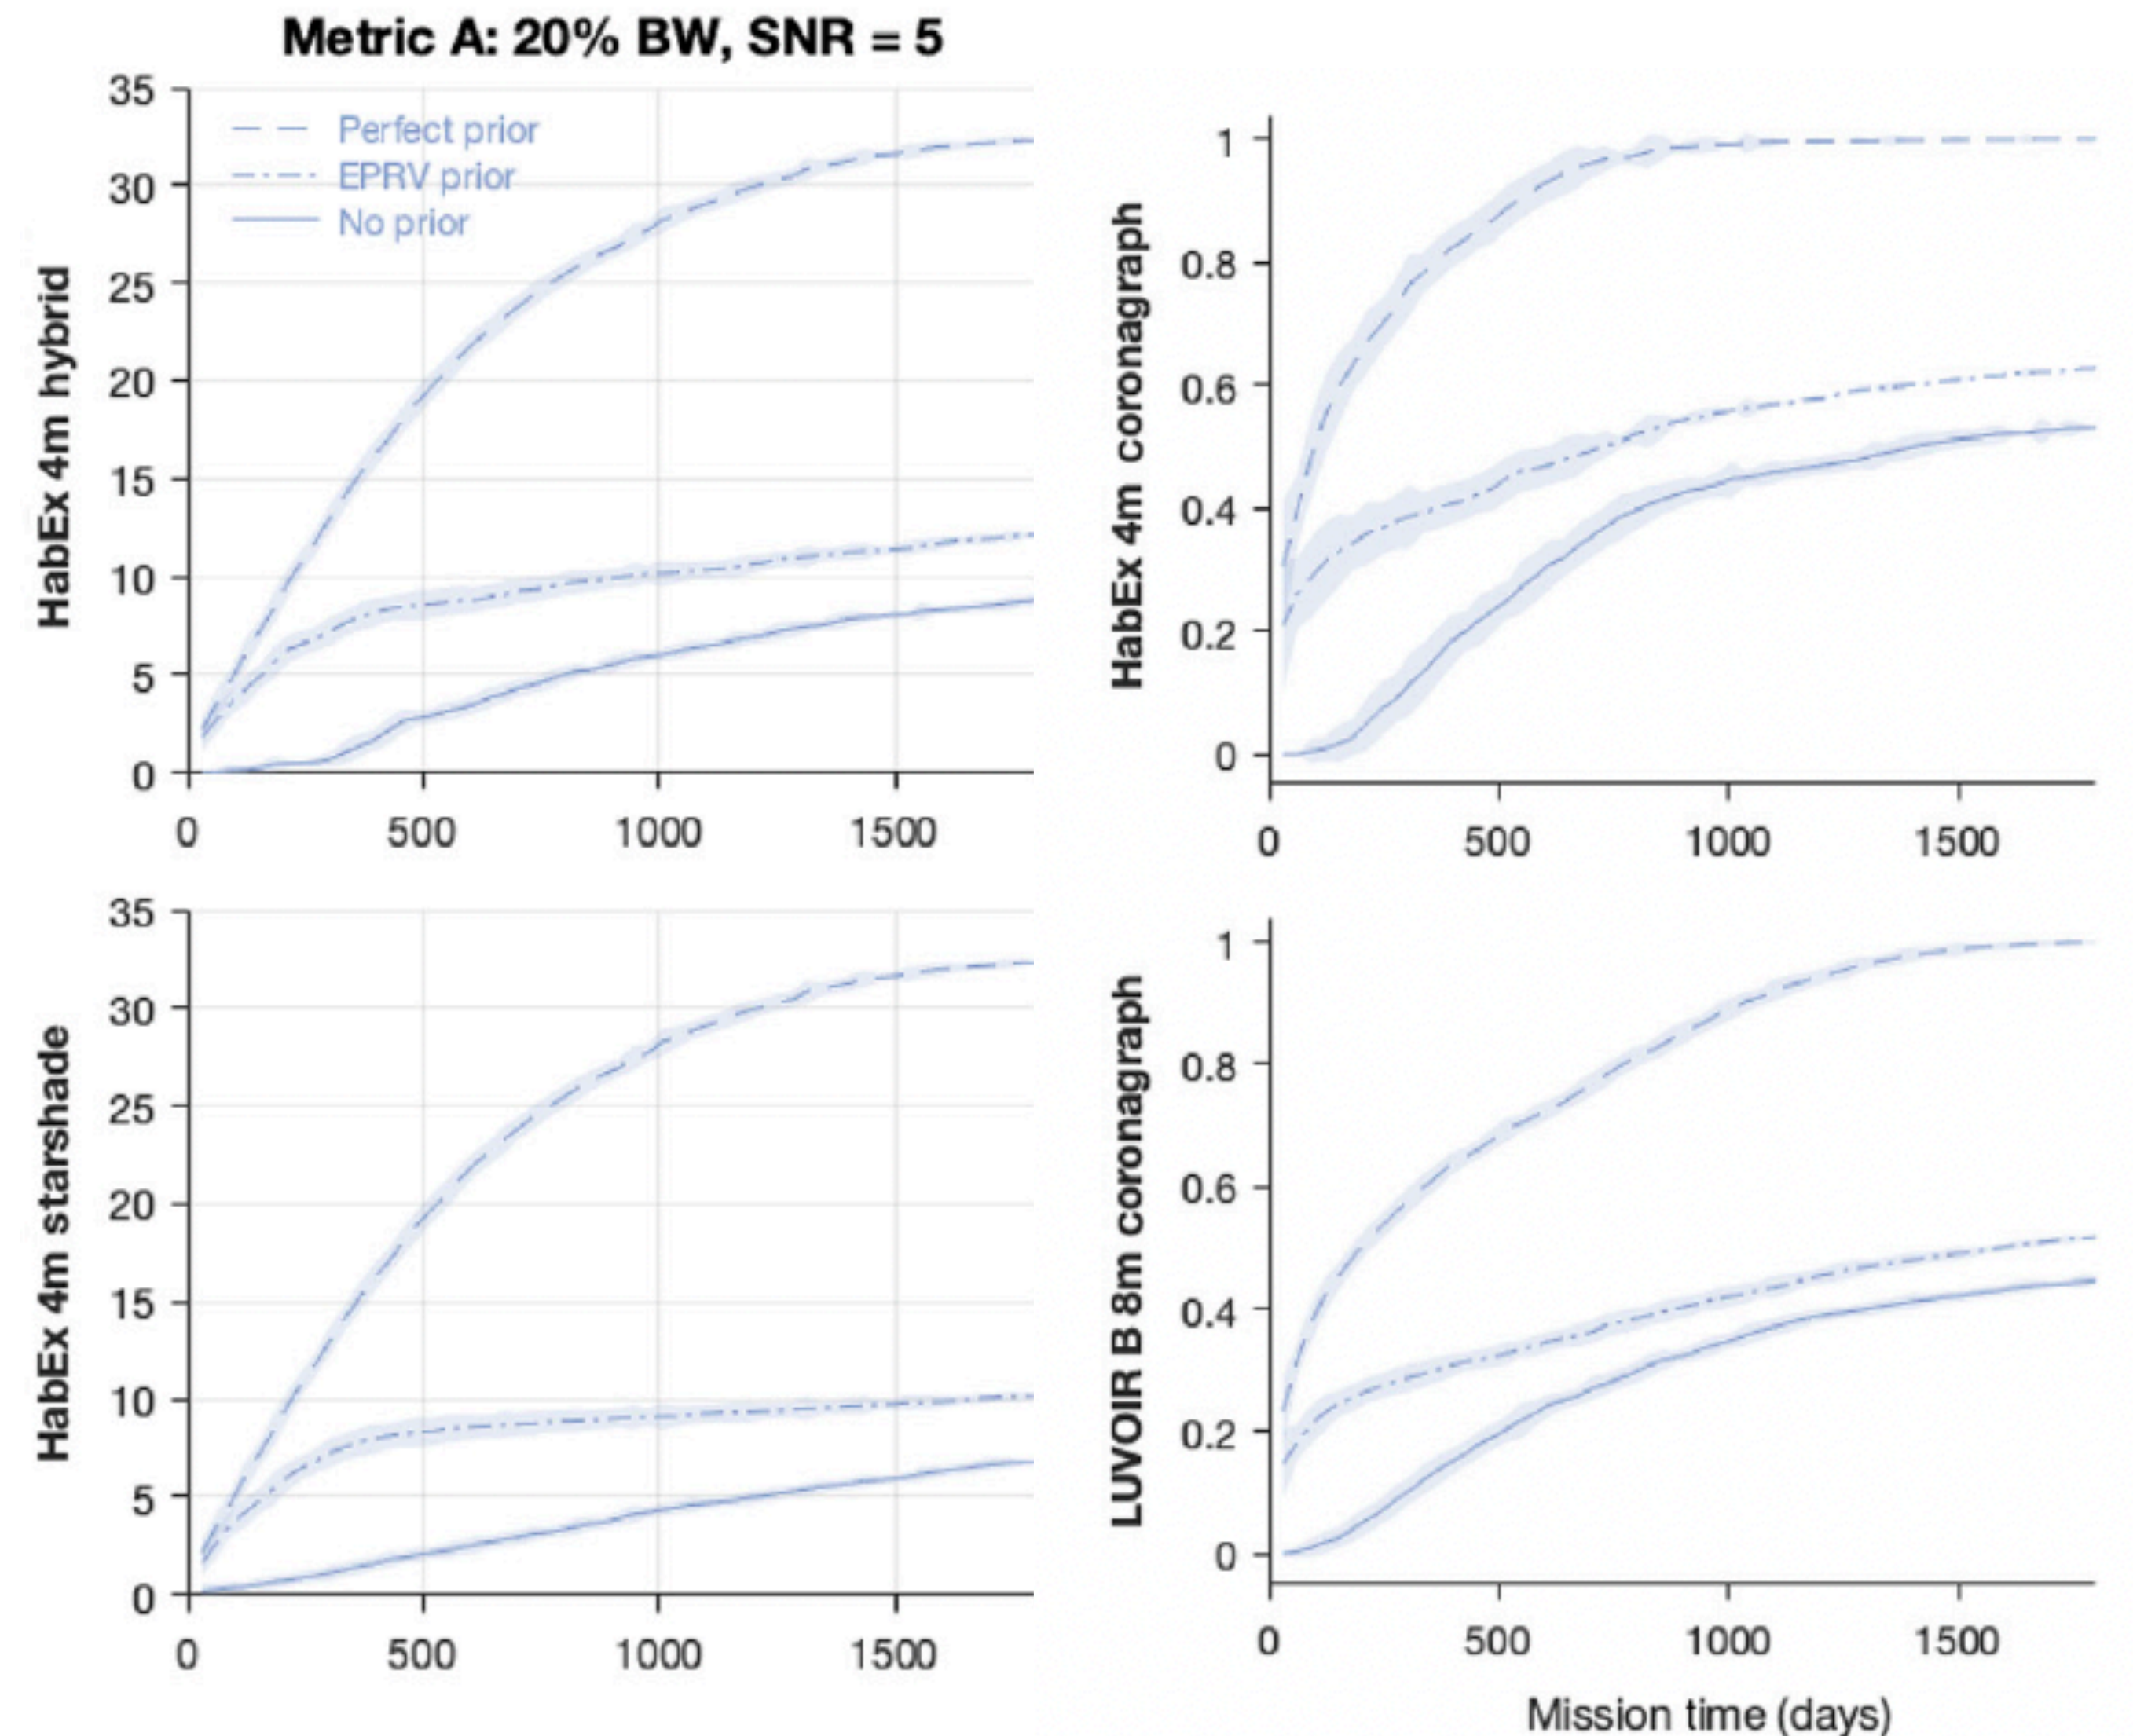 Metric A: 20% BW, SNR = 5
HabEx 4m hybrid
35
30
25
20
15
10
5
0
Perfect prior
EPRV prior
No prior
0 500 1000 1500
HabEx 4m coronagraph
1
0.8
0.6
0.4
0.2
0
0 500 1000 1500
HabEx 4m starshade
35
30
25
20
15
10
5
0
0 500 1000 1500
LUVOIR B 8m coronagraph
1
0.8
0.6
0.4
0.2
0
0 500 1000 1500
Mission time (days)